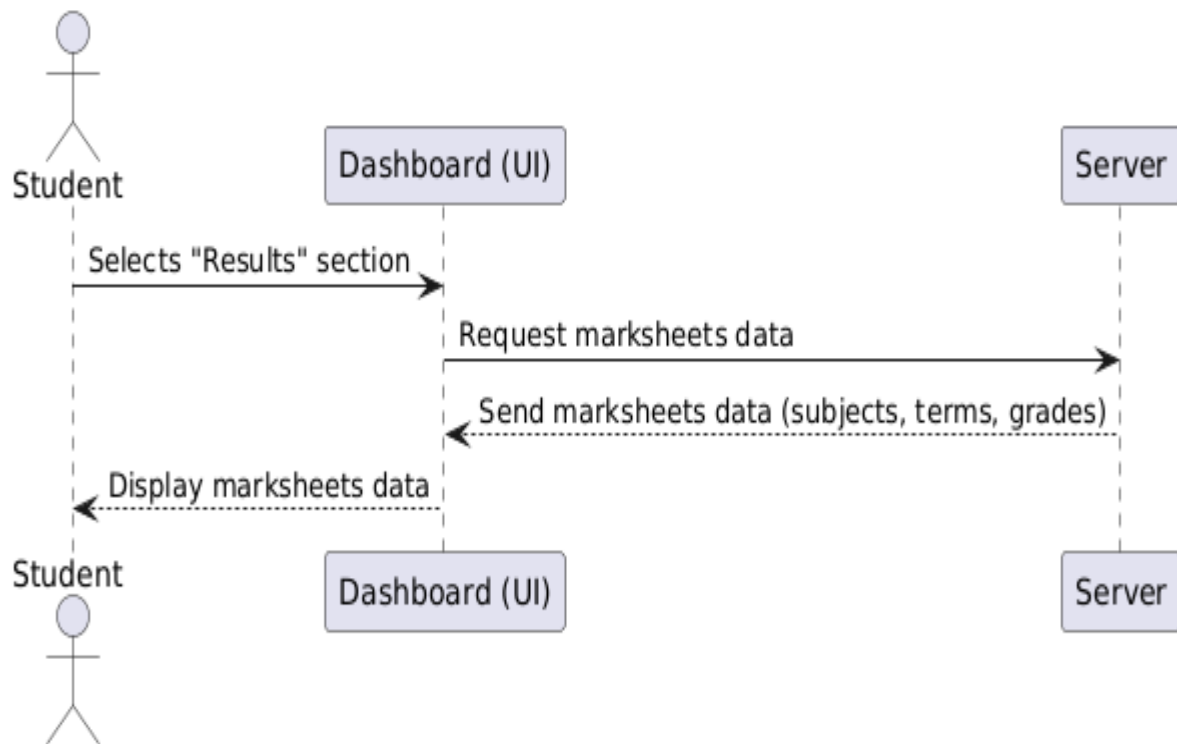 Student
Dashboard (UI)
Server
Selects "Results" section
Request marksheets data
Send marksheets data (subjects, terms, grades)
Display marksheets data
Student
Dashboard (UI)
Server